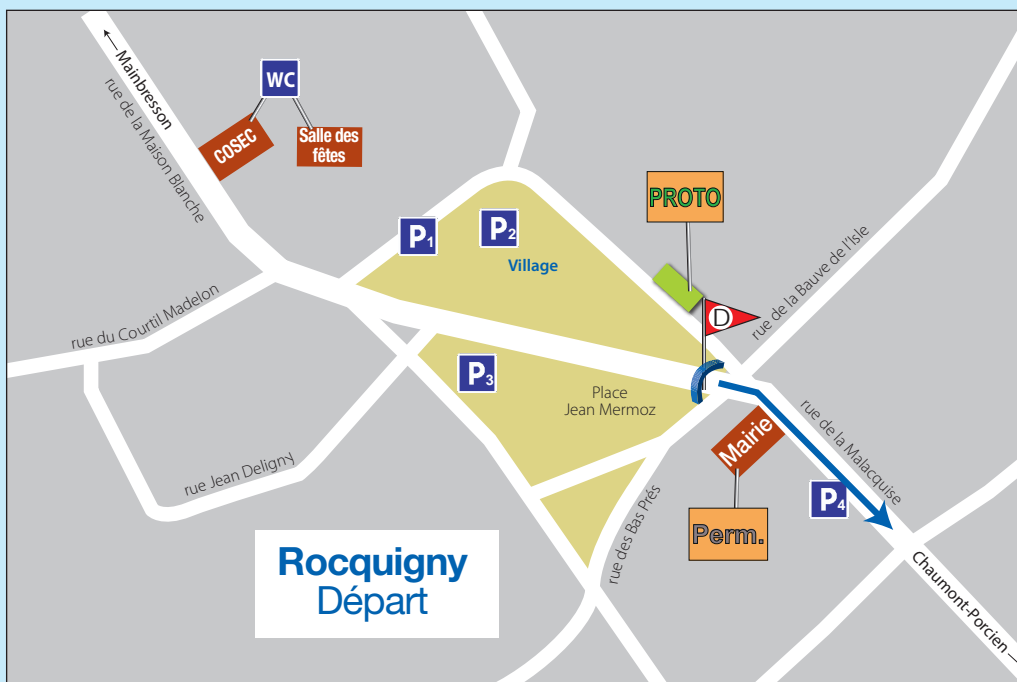 ← Mainbresson
rue de la Maison Blanche
WC
COSEC
Salle des
fêtes
PROTO
P1
P2
Village
D
rue de la Bauve de l'Isle
rue du Courtil Madelon
P3
Place
Jean Mermoz
rue Jean Deligny
Mairie
rue de la Malacquise
P4
Perm.
rue des Bas Prés
Rocquigny
Départ
Chaumont-Porcien →